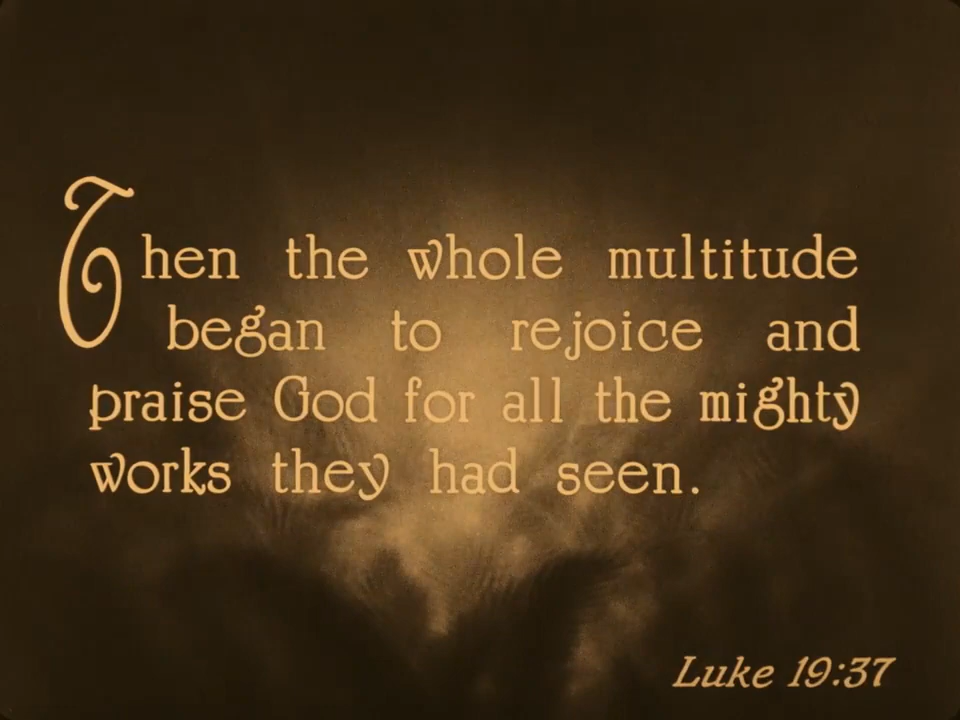 Then the whole multitude
began to rejoice and
praise God for all the mighty
works they had seen.
Luke 19:37